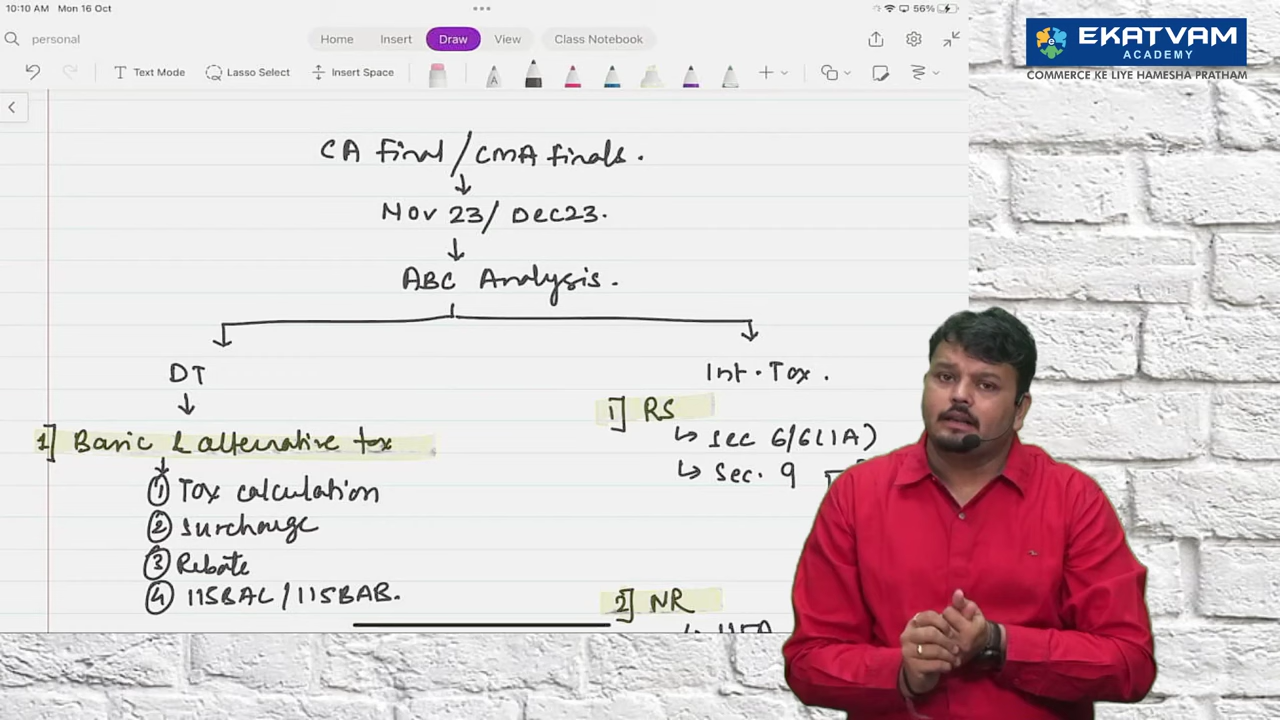 10:10 AM Mon 16 Oct
56%
personal
Home Insert Draw View Class Notebook
Text Mode Lasso Select Insert Space
EKATVAM
ACADEMY
COMMERCE KE LIYE HAMESHA PRATHAM
CA Final / CMA Finals.
Nov 23/ Dec23.
ABC Analysis.
DT
Int. Tax.
1] Basic & alternative tax
① Tax calculation
② Surcharge
③ Rebate
④ 115BAC / 115BAB.
1] RS
Sec 6/6(1A)
Sec. 9
2] NR